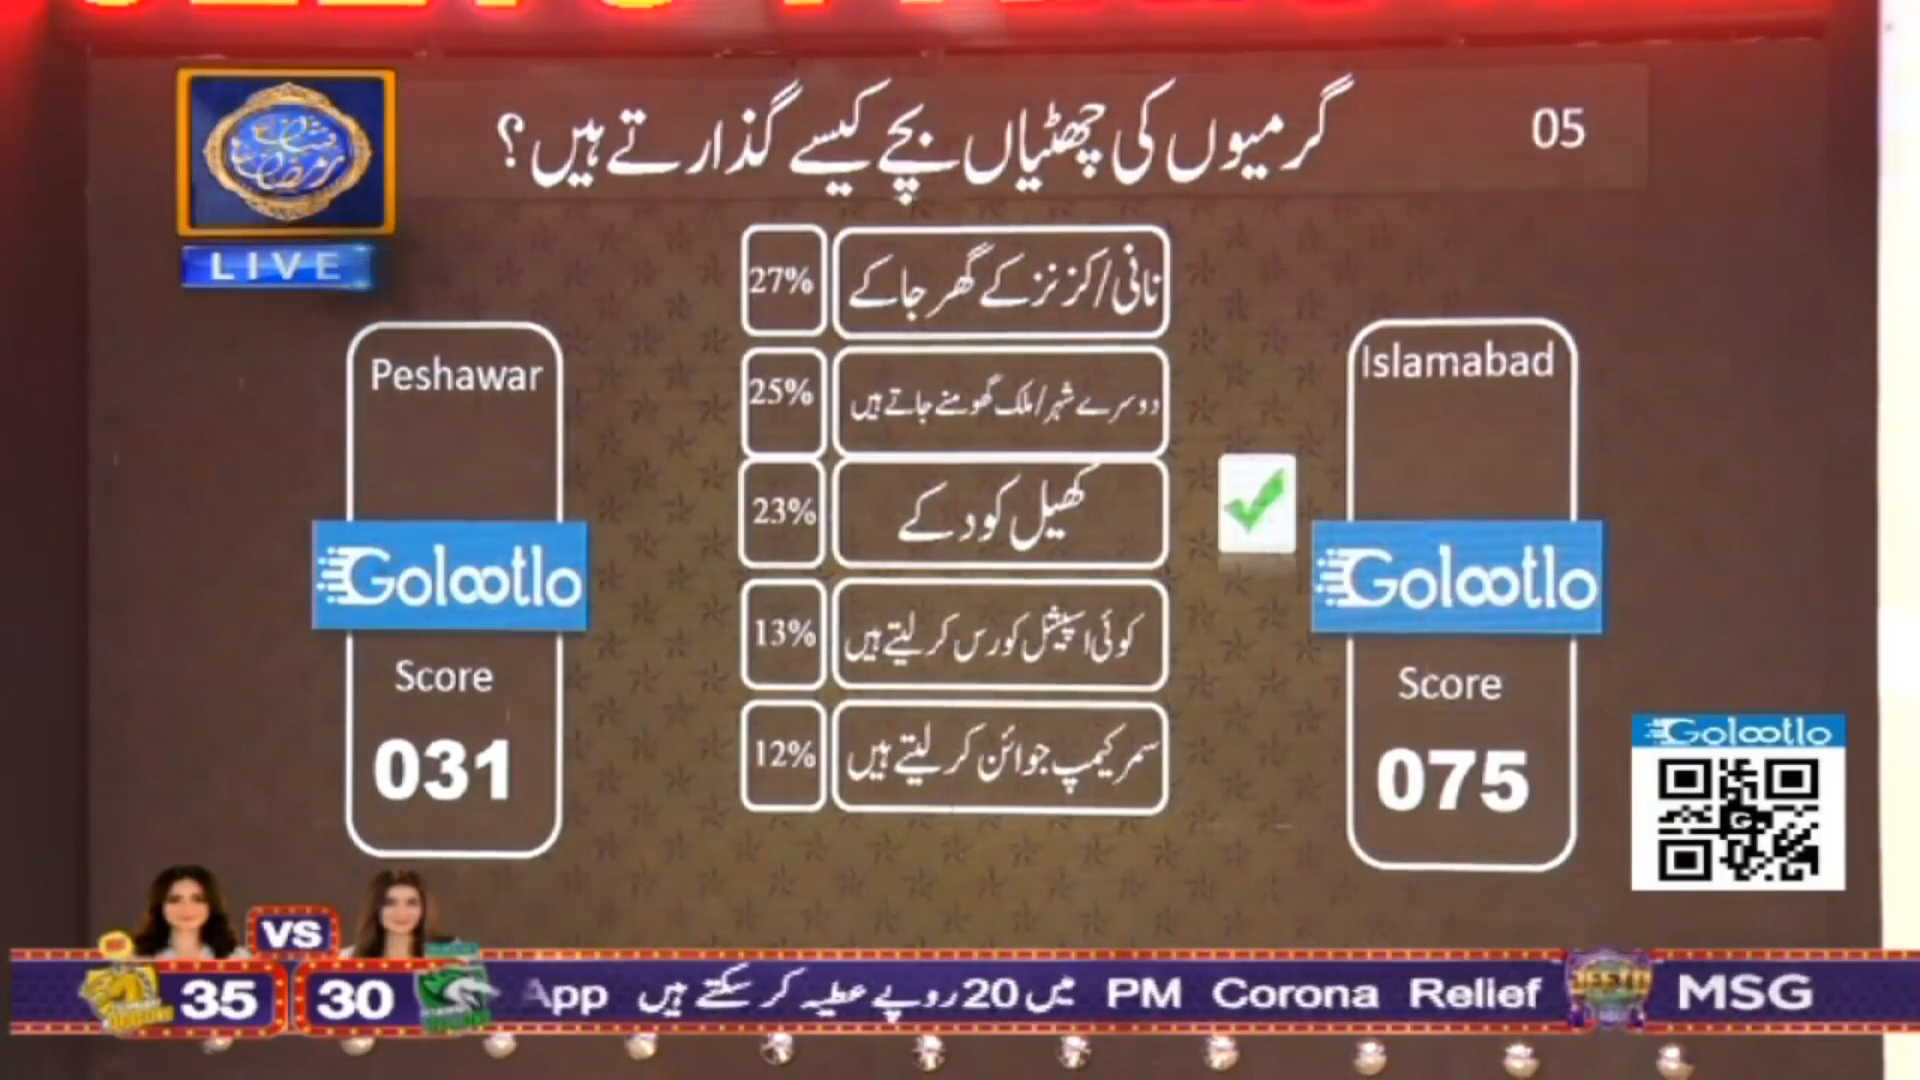 گرمیوں کی چھٹیاں بچے کیسے گذارتے ہیں؟
05
LIVE
27%
نانی/کزنز کے گھر جا کے
25%
دوسرے شہر/ملک گھومنے جاتے ہیں
23%
کھیل کود کے
13%
کوئی اسپیشل کورس کر لیتے ہیں
12%
سمر کیمپ جوائن کر لیتے ہیں
Peshawar
Golootlo
Score
031
Islamabad
Golootlo
Score
075
Golootlo
VS
35
30
App میں 20 روپے عطیہ کر سکتے ہیں PM Corona Relief
MSG